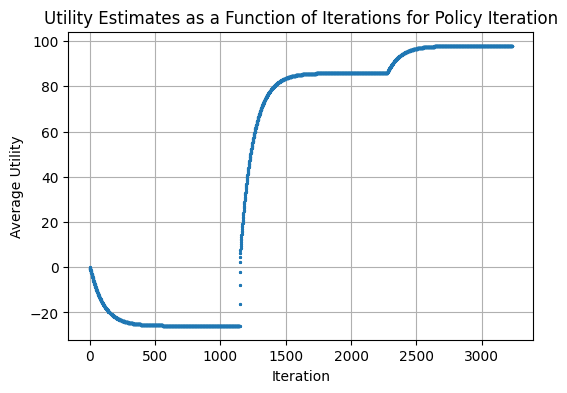 Utility Estimates as a Function of Iterations for Policy Iteration
100
80
60
40
20
0
−20
Average Utility
0 500 1000 1500 2000 2500 3000
Iteration